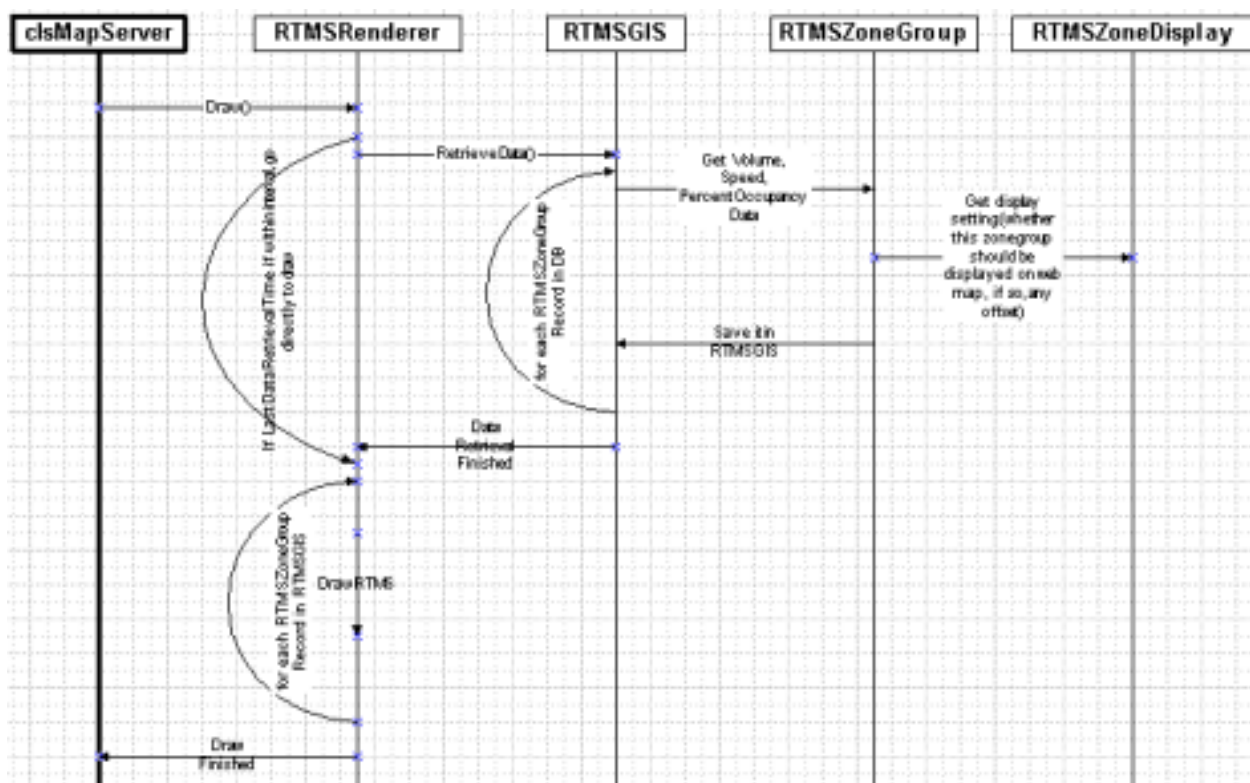 clsMapServer
RTMSRenderer
RTMSGIS
RTMSZoneGroup
RTMSZoneDisplay
Draw()
RetrieveData()
Get Volume,
Speed,
PercentOccupancy
Data
Get display
setting(whether
this zonegroup
should be
displayed on web
map, if so, any
offset)
If LastDataRetrievalTime if within interval, go
directly to draw
for each RTMSZoneGroup
Record in DB
Save it in
RTMSGIS
Data
Retrieval
Finished
for each RTMSZoneGroup
Record in RTMSGIS
DrawRTMS
Draw
Finished